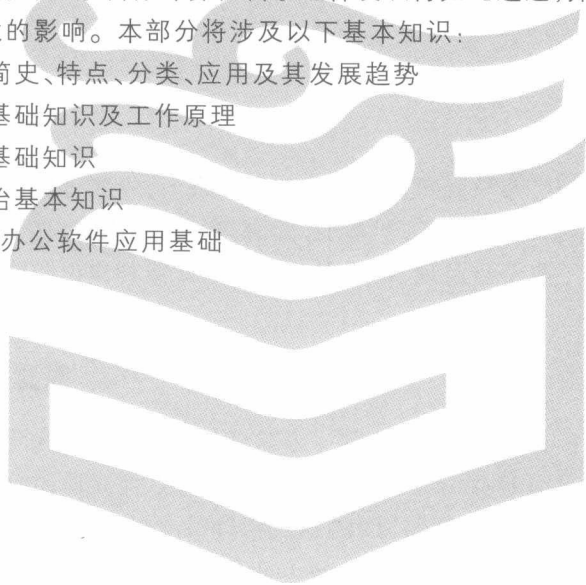 的影响。本部分将涉及以下基本知识:
简史、特点、分类、应用及其发展趋势
基础知识及工作原理
基础知识
治基本知识
办公软件应用基础